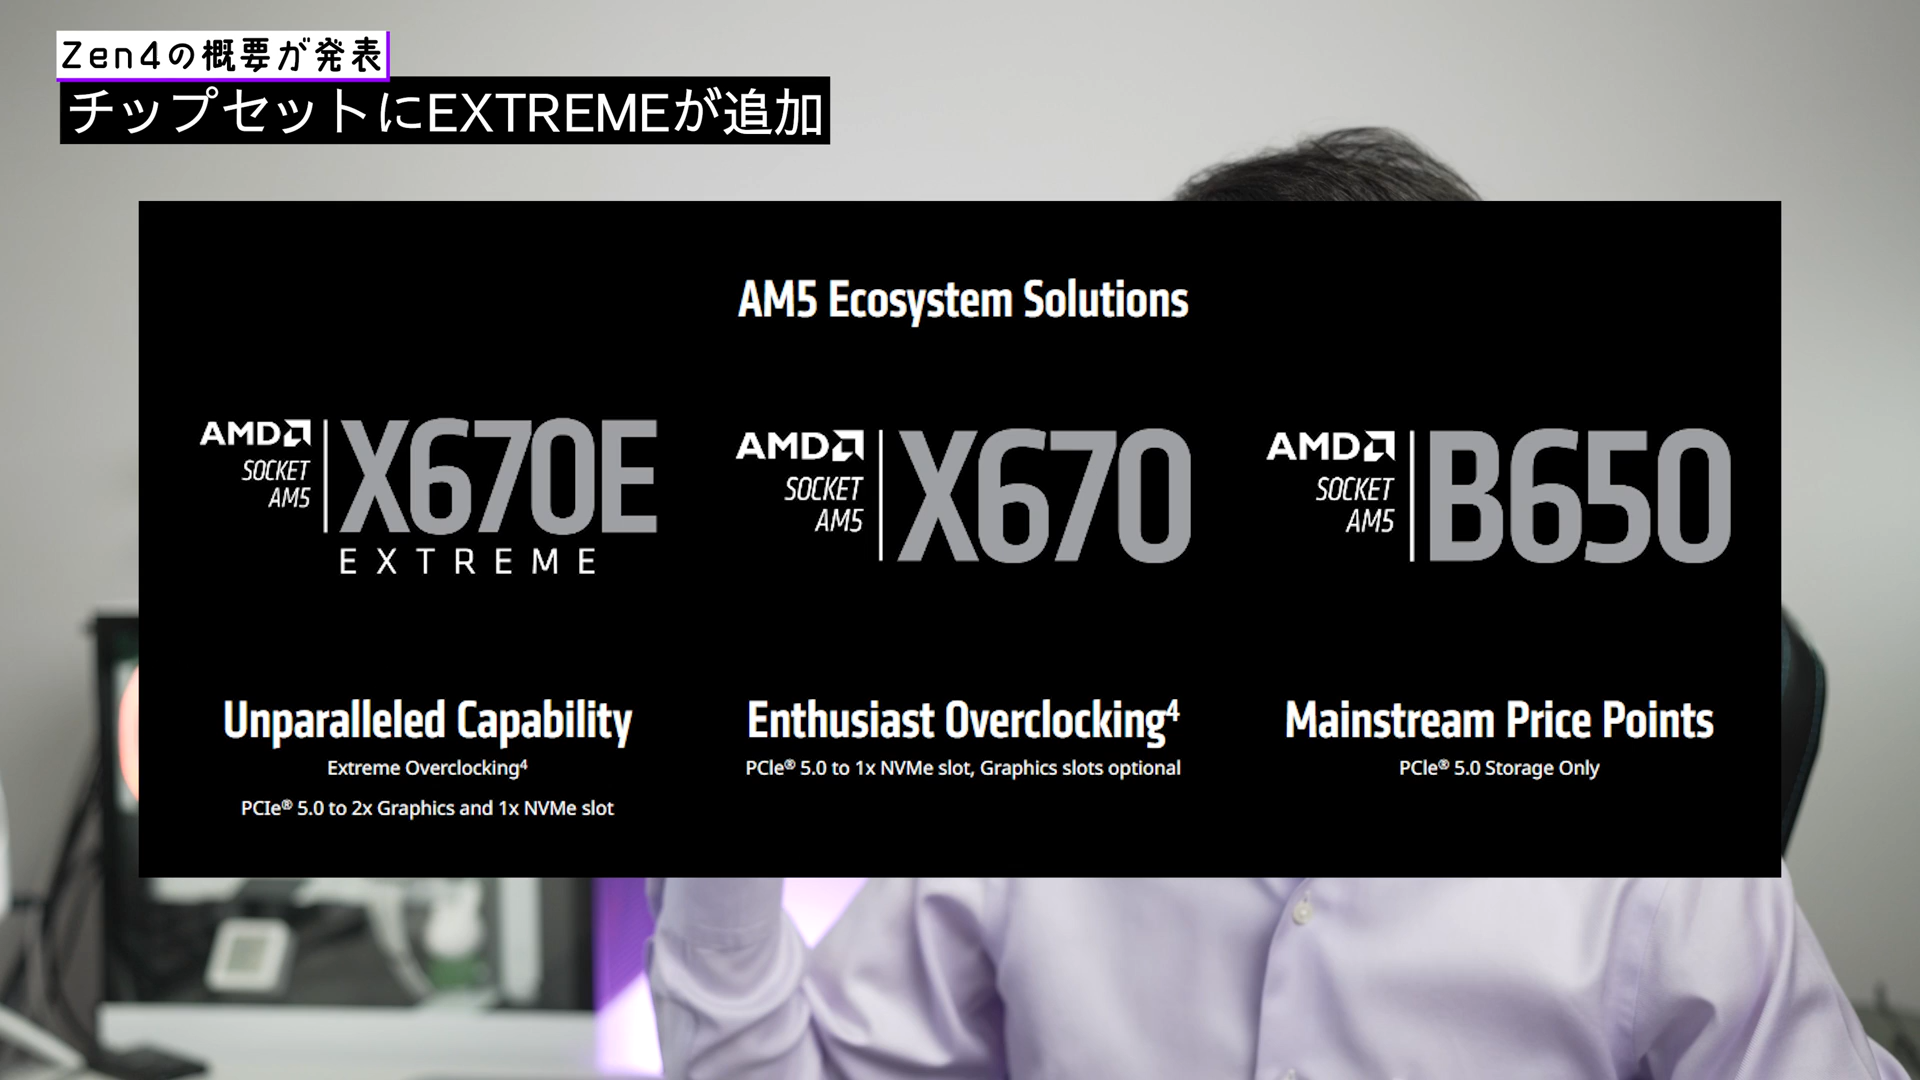 Zen4の概要が発表
チップセットにEXTREMEが追加
AM5 Ecosystem Solutions
AMD
SOCKET
AM5
X670E
EXTREME
AMD
SOCKET
AM5
X670
AMD
SOCKET
AM5
B650
Unparalleled Capability
Extreme Overclocking⁴
PCIe® 5.0 to 2x Graphics and 1x NVMe slot
Enthusiast Overclocking⁴
PCIe® 5.0 to 1x NVMe slot, Graphics slots optional
Mainstream Price Points
PCIe® 5.0 Storage Only